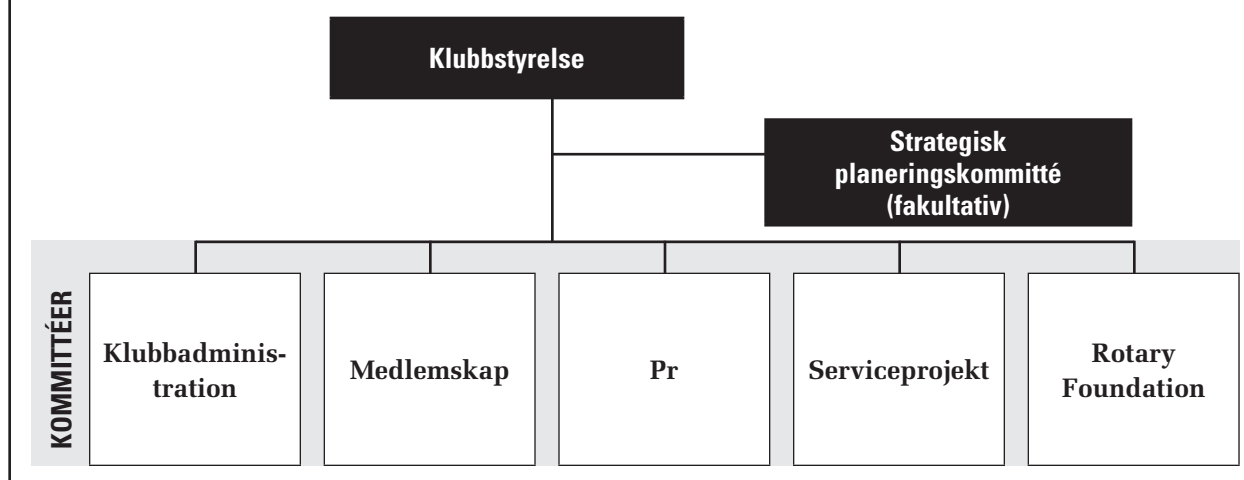 Klubbstyrelse
Strategisk
planeringskommitté
(fakultativ)
KOMMITTÉER
Klubbadminis-
tration
Medlemskap
Pr
Serviceprojekt
Rotary
Foundation